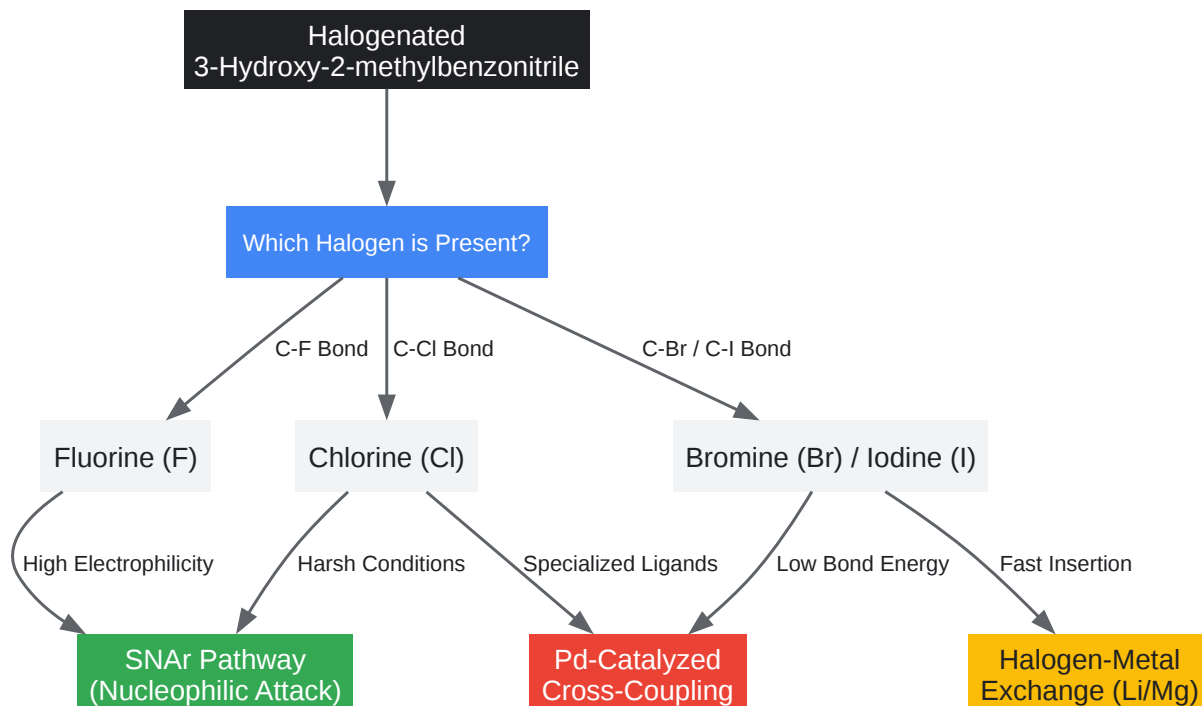 Halogenated
3-Hydroxy-2-methylbenzonitrile
Which Halogen is Present?
C-F Bond
C-Cl Bond
C-Br / C-I Bond
Fluorine (F)
Chlorine (Cl)
Bromine (Br) / Iodine (I)
High Electrophilicity
Harsh Conditions
Specialized Ligands
Low Bond Energy
Fast Insertion
SNAr Pathway
(Nucleophilic Attack)
Pd-Catalyzed
Cross-Coupling
Halogen-Metal
Exchange (Li/Mg)